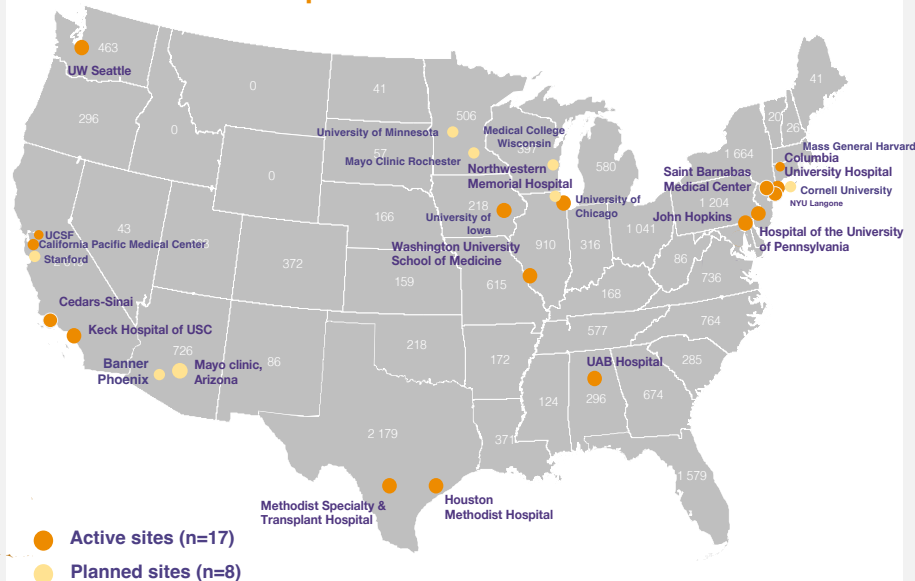 463
UW Seattle
296
0
0
41
506
University of Minnesota
Medical College
Wisconsin
57
Mayo Clinic Rochester
Northwestern
Memorial Hospital
580
41
20
26
1 664
Mass General Harvard
Columbia
University Hospital
Saint Barnabas
Medical Center
Cornell University
NYU Langone
0
166
218
University of
Iowa
University of
Chicago
1 204
John Hopkins
Hospital of the University
of Pennsylvania
43
UCSF
California Pacific Medical Center
Stanford
372
Washington University
School of Medicine
910
316
1 041
86
736
159
615
168
Cedars-Sinai
Keck Hospital of USC
764
577
726
Banner
Phoenix
Mayo clinic,
Arizona
86
218
172
UAB Hospital
285
124
296
674
2 179
371
1 579
Methodist Specialty &
Transplant Hospital
Houston
Methodist Hospital
Active sites (n=17)
Planned sites (n=8)